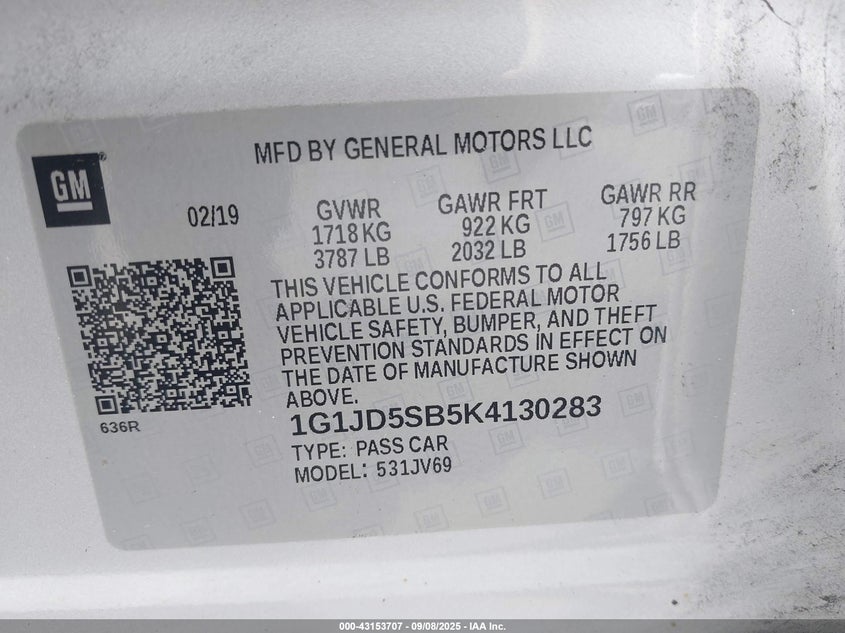 MFD BY GENERAL MOTORS LLC
GM
02/19
GVWR
1718 KG
3787 LB
GAWR FRT
922 KG
2032 LB
GAWR RR
797 KG
1756 LB
THIS VEHICLE CONFORMS TO ALL
APPLICABLE U.S. FEDERAL MOTOR
VEHICLE SAFETY, BUMPER, AND THEFT
PREVENTION STANDARDS IN EFFECT ON
THE DATE OF MANUFACTURE SHOWN
ABOVE.
636R
1G1JD5SB5K4130283
TYPE: PASS CAR
MODEL: 531JV69
000-43153707 - 09/08/2025 - IAA Inc.